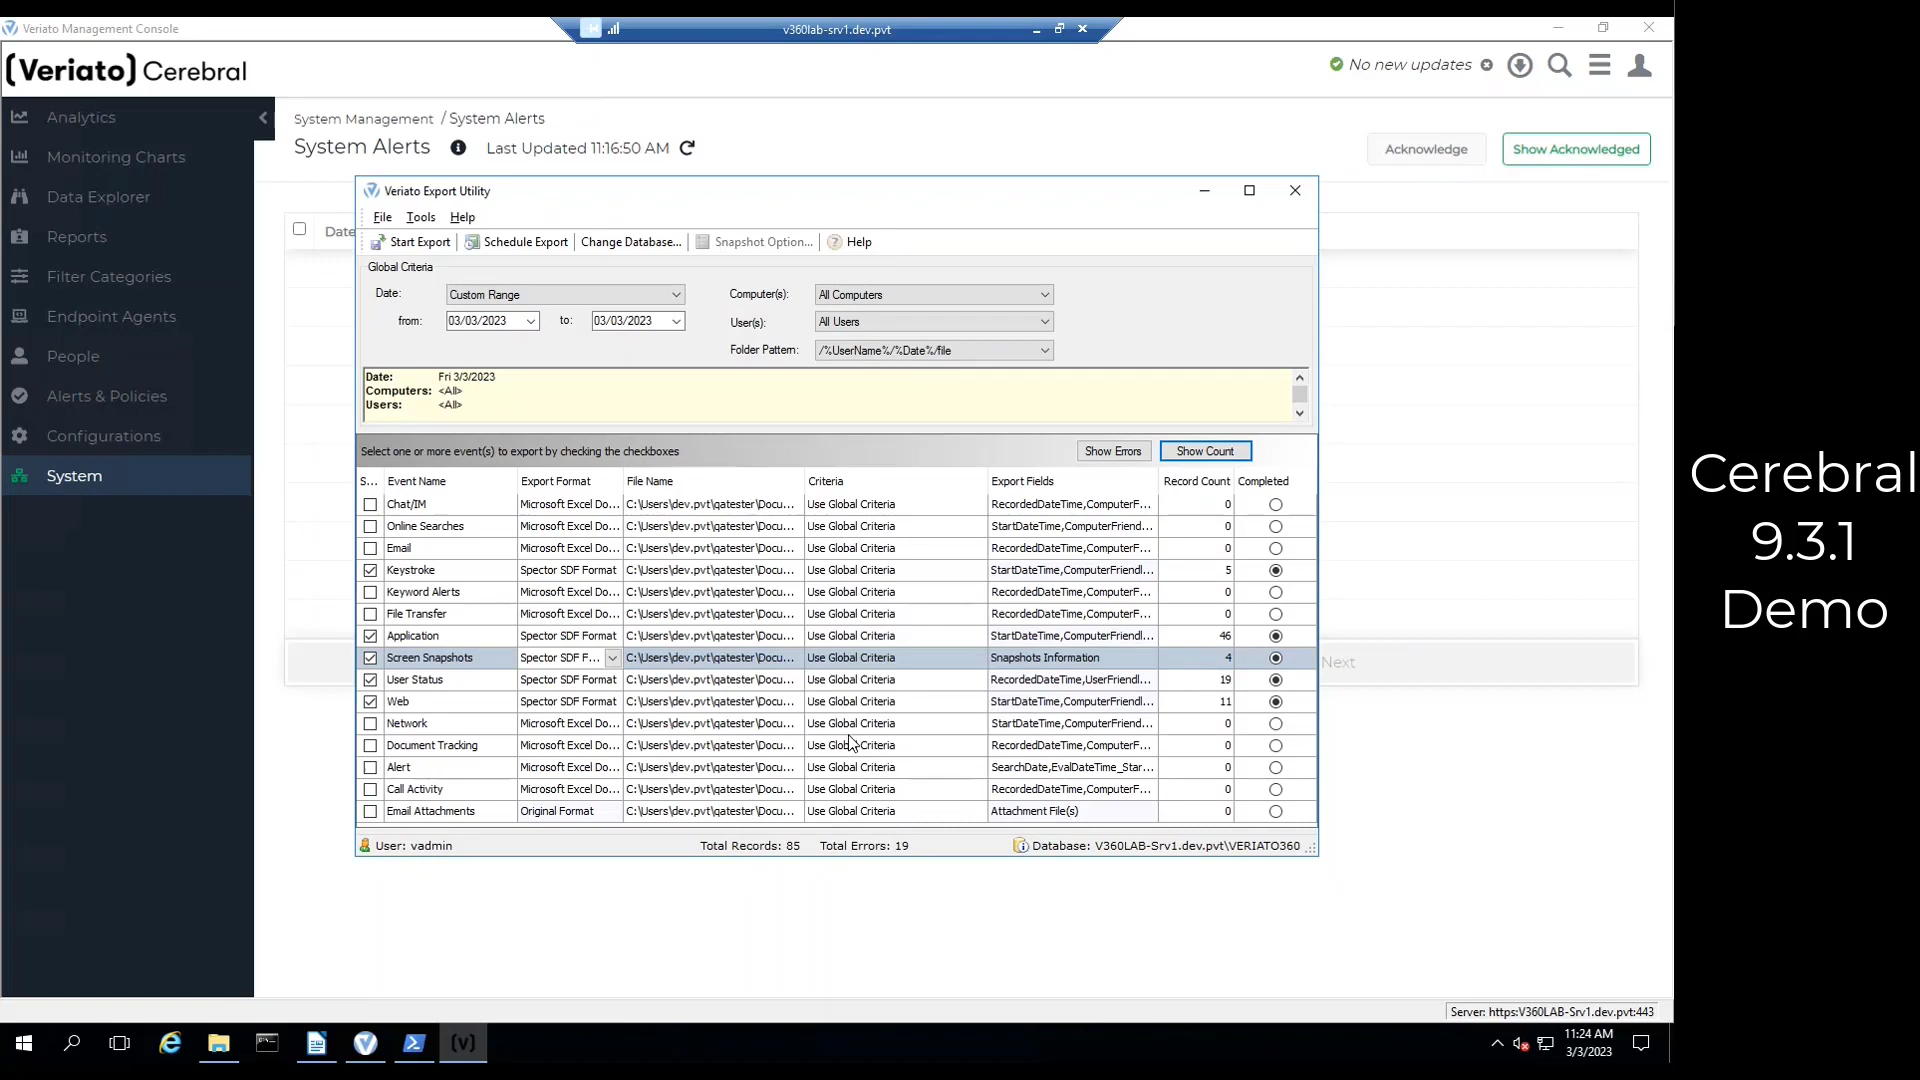 Veriato Management Console
v360lab-srv1.dev.pvt
(Veriato) Cerebral
No new updates
Analytics
Monitoring Charts
Data Explorer
Reports
Filter Categories
Endpoint Agents
People
Alerts & Policies
Configurations
System
System Management / System Alerts
System Alerts Last Updated 11:16:50 AM
Acknowledge
Show Acknowledged
Date
Next
Veriato Export Utility
File Tools Help
Start Export Schedule Export Change Database... Snapshot Option... Help
Global Criteria
Date: Custom Range Computer(s): All Computers
from: 03/03/2023 to: 03/03/2023 User(s): All Users
Folder Pattern: /%UserName%/%Date%/file
Date: Fri 3/3/2023
Computers: <All>
Users: <All>
Select one or more event(s) to export by checking the checkboxes Show Errors Show Count
S... Event Name Export Format File Name Criteria Export Fields Record Count Completed
Chat/IM Microsoft Excel Do... C:\Users\dev.pvt\qatester\Docu... Use Global Criteria RecordedDateTime,ComputerF... 0
Online Searches Microsoft Excel Do... C:\Users\dev.pvt\qatester\Docu... Use Global Criteria StartDateTime,ComputerFriend... 0
Email Microsoft Excel Do... C:\Users\dev.pvt\qatester\Docu... Use Global Criteria RecordedDateTime,ComputerF... 0
Keystroke Spector SDF Format C:\Users\dev.pvt\qatester\Docu... Use Global Criteria StartDateTime,ComputerFriendl... 5
Keyword Alerts Microsoft Excel Do... C:\Users\dev.pvt\qatester\Docu... Use Global Criteria RecordedDateTime,ComputerF... 0
File Transfer Microsoft Excel Do... C:\Users\dev.pvt\qatester\Docu... Use Global Criteria RecordedDateTime,ComputerF... 0
Application Spector SDF Format C:\Users\dev.pvt\qatester\Docu... Use Global Criteria StartDateTime,ComputerFriendl... 46
Screen Snapshots Spector SDF F... C:\Users\dev.pvt\qatester\Docu... Use Global Criteria Snapshots Information 4
User Status Spector SDF Format C:\Users\dev.pvt\qatester\Docu... Use Global Criteria RecordedDateTime,UserFriendl... 19
Web Spector SDF Format C:\Users\dev.pvt\qatester\Docu... Use Global Criteria StartDateTime,ComputerFriendl... 11
Network Microsoft Excel Do... C:\Users\dev.pvt\qatester\Docu... Use Global Criteria StartDateTime,ComputerFriend... 0
Document Tracking Microsoft Excel Do... C:\Users\dev.pvt\qatester\Docu... Use Global Criteria RecordedDateTime,ComputerF... 0
Alert Microsoft Excel Do... C:\Users\dev.pvt\qatester\Docu... Use Global Criteria SearchDate,EvalDateTime_Star... 0
Call Activity Microsoft Excel Do... C:\Users\dev.pvt\qatester\Docu... Use Global Criteria RecordedDateTime,ComputerF... 0
Email Attachments Original Format C:\Users\dev.pvt\qatester\Docu... Use Global Criteria Attachment File(s) 0
User: vadmin Total Records: 85 Total Errors: 19 Database: V360LAB-Srv1.dev.pvt\VERIATO360
Server: https:V360LAB-Srv1.dev.pvt:443
11:24 AM
3/3/2023
Cerebral
9.3.1
Demo